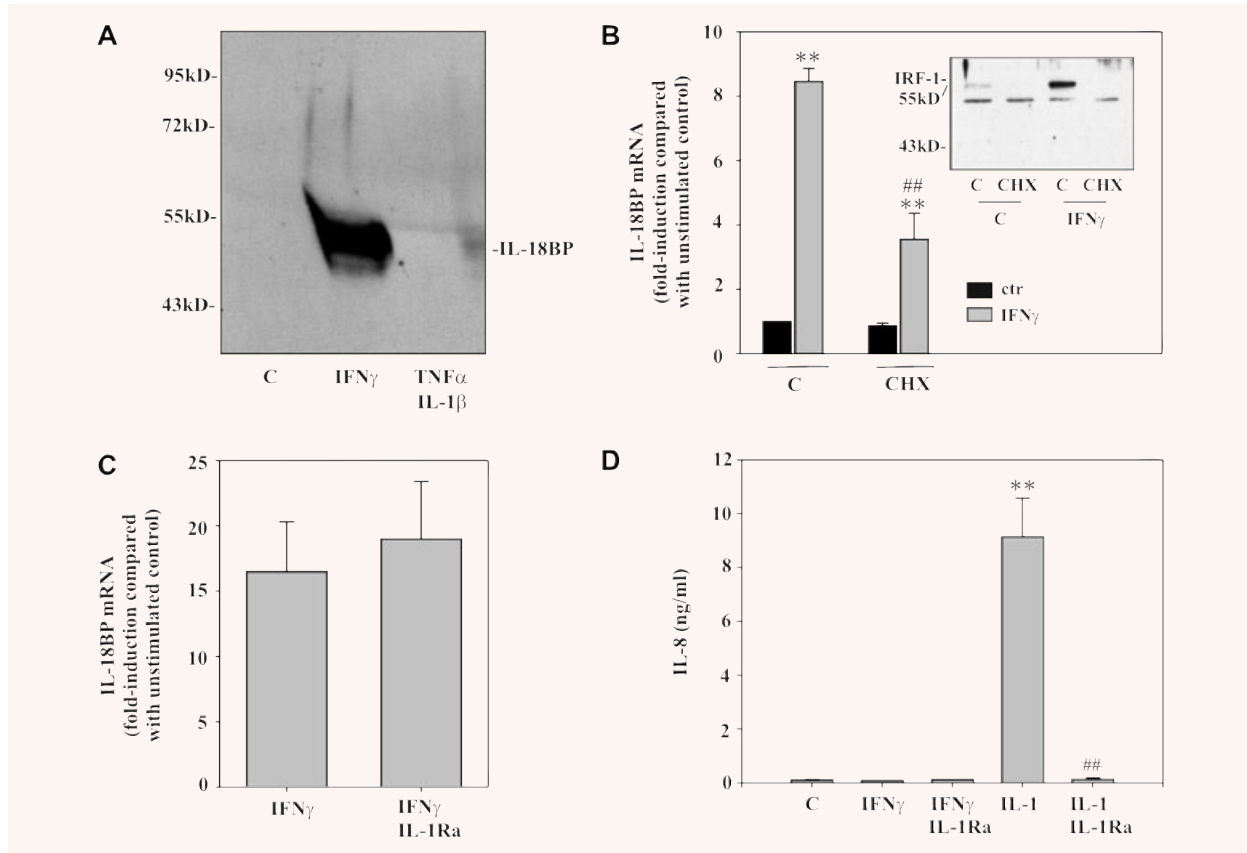 A
95kD-
72kD-
55kD-
43kD-
-IL-18BP
C IFNγ TNFα
IL-1β
B
IL-18BP mRNA
(fold-induction compared
with unstimulated control)
10
8
6
4
2
0
**
##
**
ctr
IFNγ
C CHX
IRF-1-
55kD
43kD-
C CHX C CHX
C IFNγ
C
IL-18BP mRNA
(fold-induction compared
with unstimulated control)
25
20
15
10
5
0
IFNγ IFNγ
IL-1Ra
D
IL-8 (ng/ml)
12
10
8
6
4
2
0
**
##
C IFNγ IFNγ IL-1 IL-1
IL-1Ra IL-1Ra